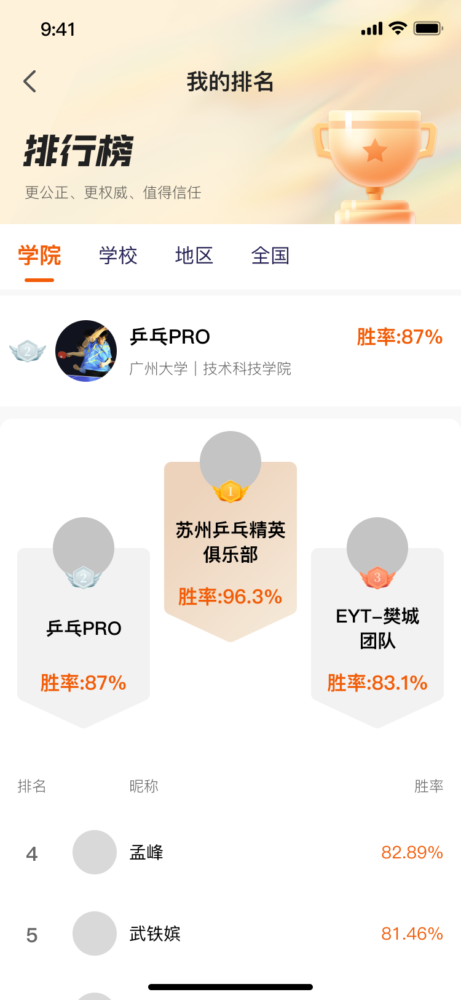 9:41
我的排名
排行榜
更公正、更权威、值得信任
学院 学校 地区 全国
2
乒乓PRO 胜率:87%
广州大学｜技术科技学院
1
苏州乒乓精英
俱乐部
胜率:96.3%
2
乒乓PRO
胜率:87%
3
EYT-樊城
团队
胜率:83.1%
排名 昵称 胜率
4 孟峰 82.89%
5 武铁嫔 81.46%